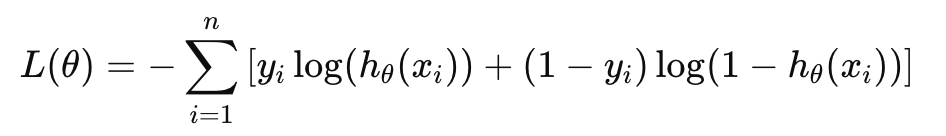 L(θ) = − ∑_{i=1}^{n} [y_i log(h_θ(x_i)) + (1 − y_i) log(1 − h_θ(x_i))]